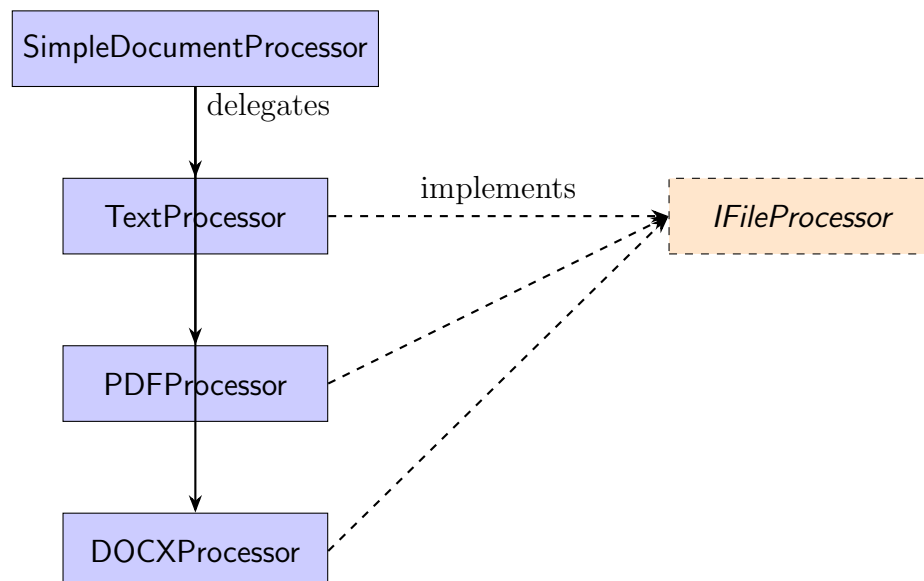 SimpleDocumentProcessor
delegates
implements
TextProcessor
IFileProcessor
PDFProcessor
DOCXProcessor